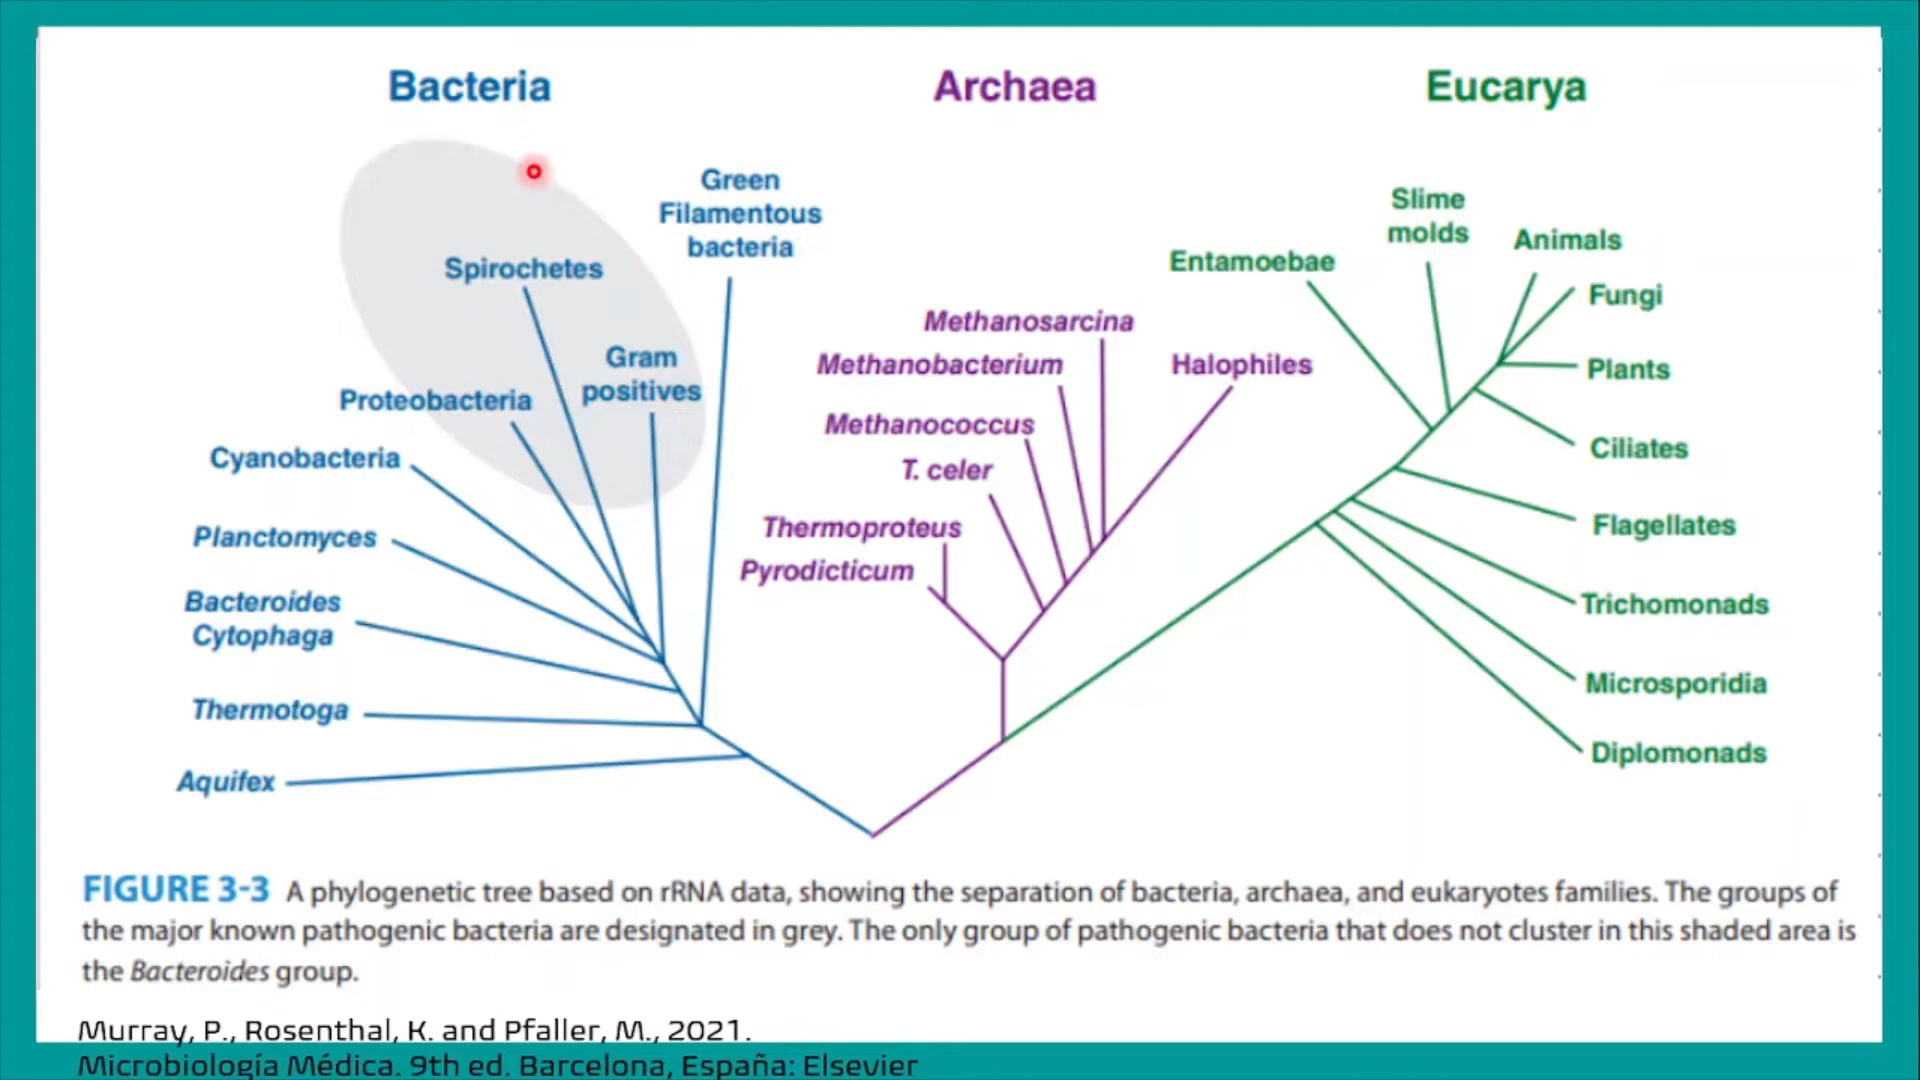 Bacteria
Archaea
Eucarya
Green
Filamentous
bacteria
Spirochetes
Gram
positives
Proteobacteria
Cyanobacteria
Planctomyces
Bacteroides
Cytophaga
Thermotoga
Aquifex
Methanosarcina
Methanobacterium
Halophiles
Methanococcus
T. celer
Thermoproteus
Pyrodicticum
Entamoebae
Slime
molds
Animals
Fungi
Plants
Ciliates
Flagellates
Trichomonads
Microsporidia
Diplomonads
FIGURE 3-3 A phylogenetic tree based on rRNA data, showing the separation of bacteria, archaea, and eukaryotes families. The groups of
the major known pathogenic bacteria are designated in grey. The only group of pathogenic bacteria that does not cluster in this shaded area is
the Bacteroides group.
Murray, P., Rosenthal, K. and Pfaller, M., 2021.
Microbiología Médica. 9th ed. Barcelona, España: Elsevier